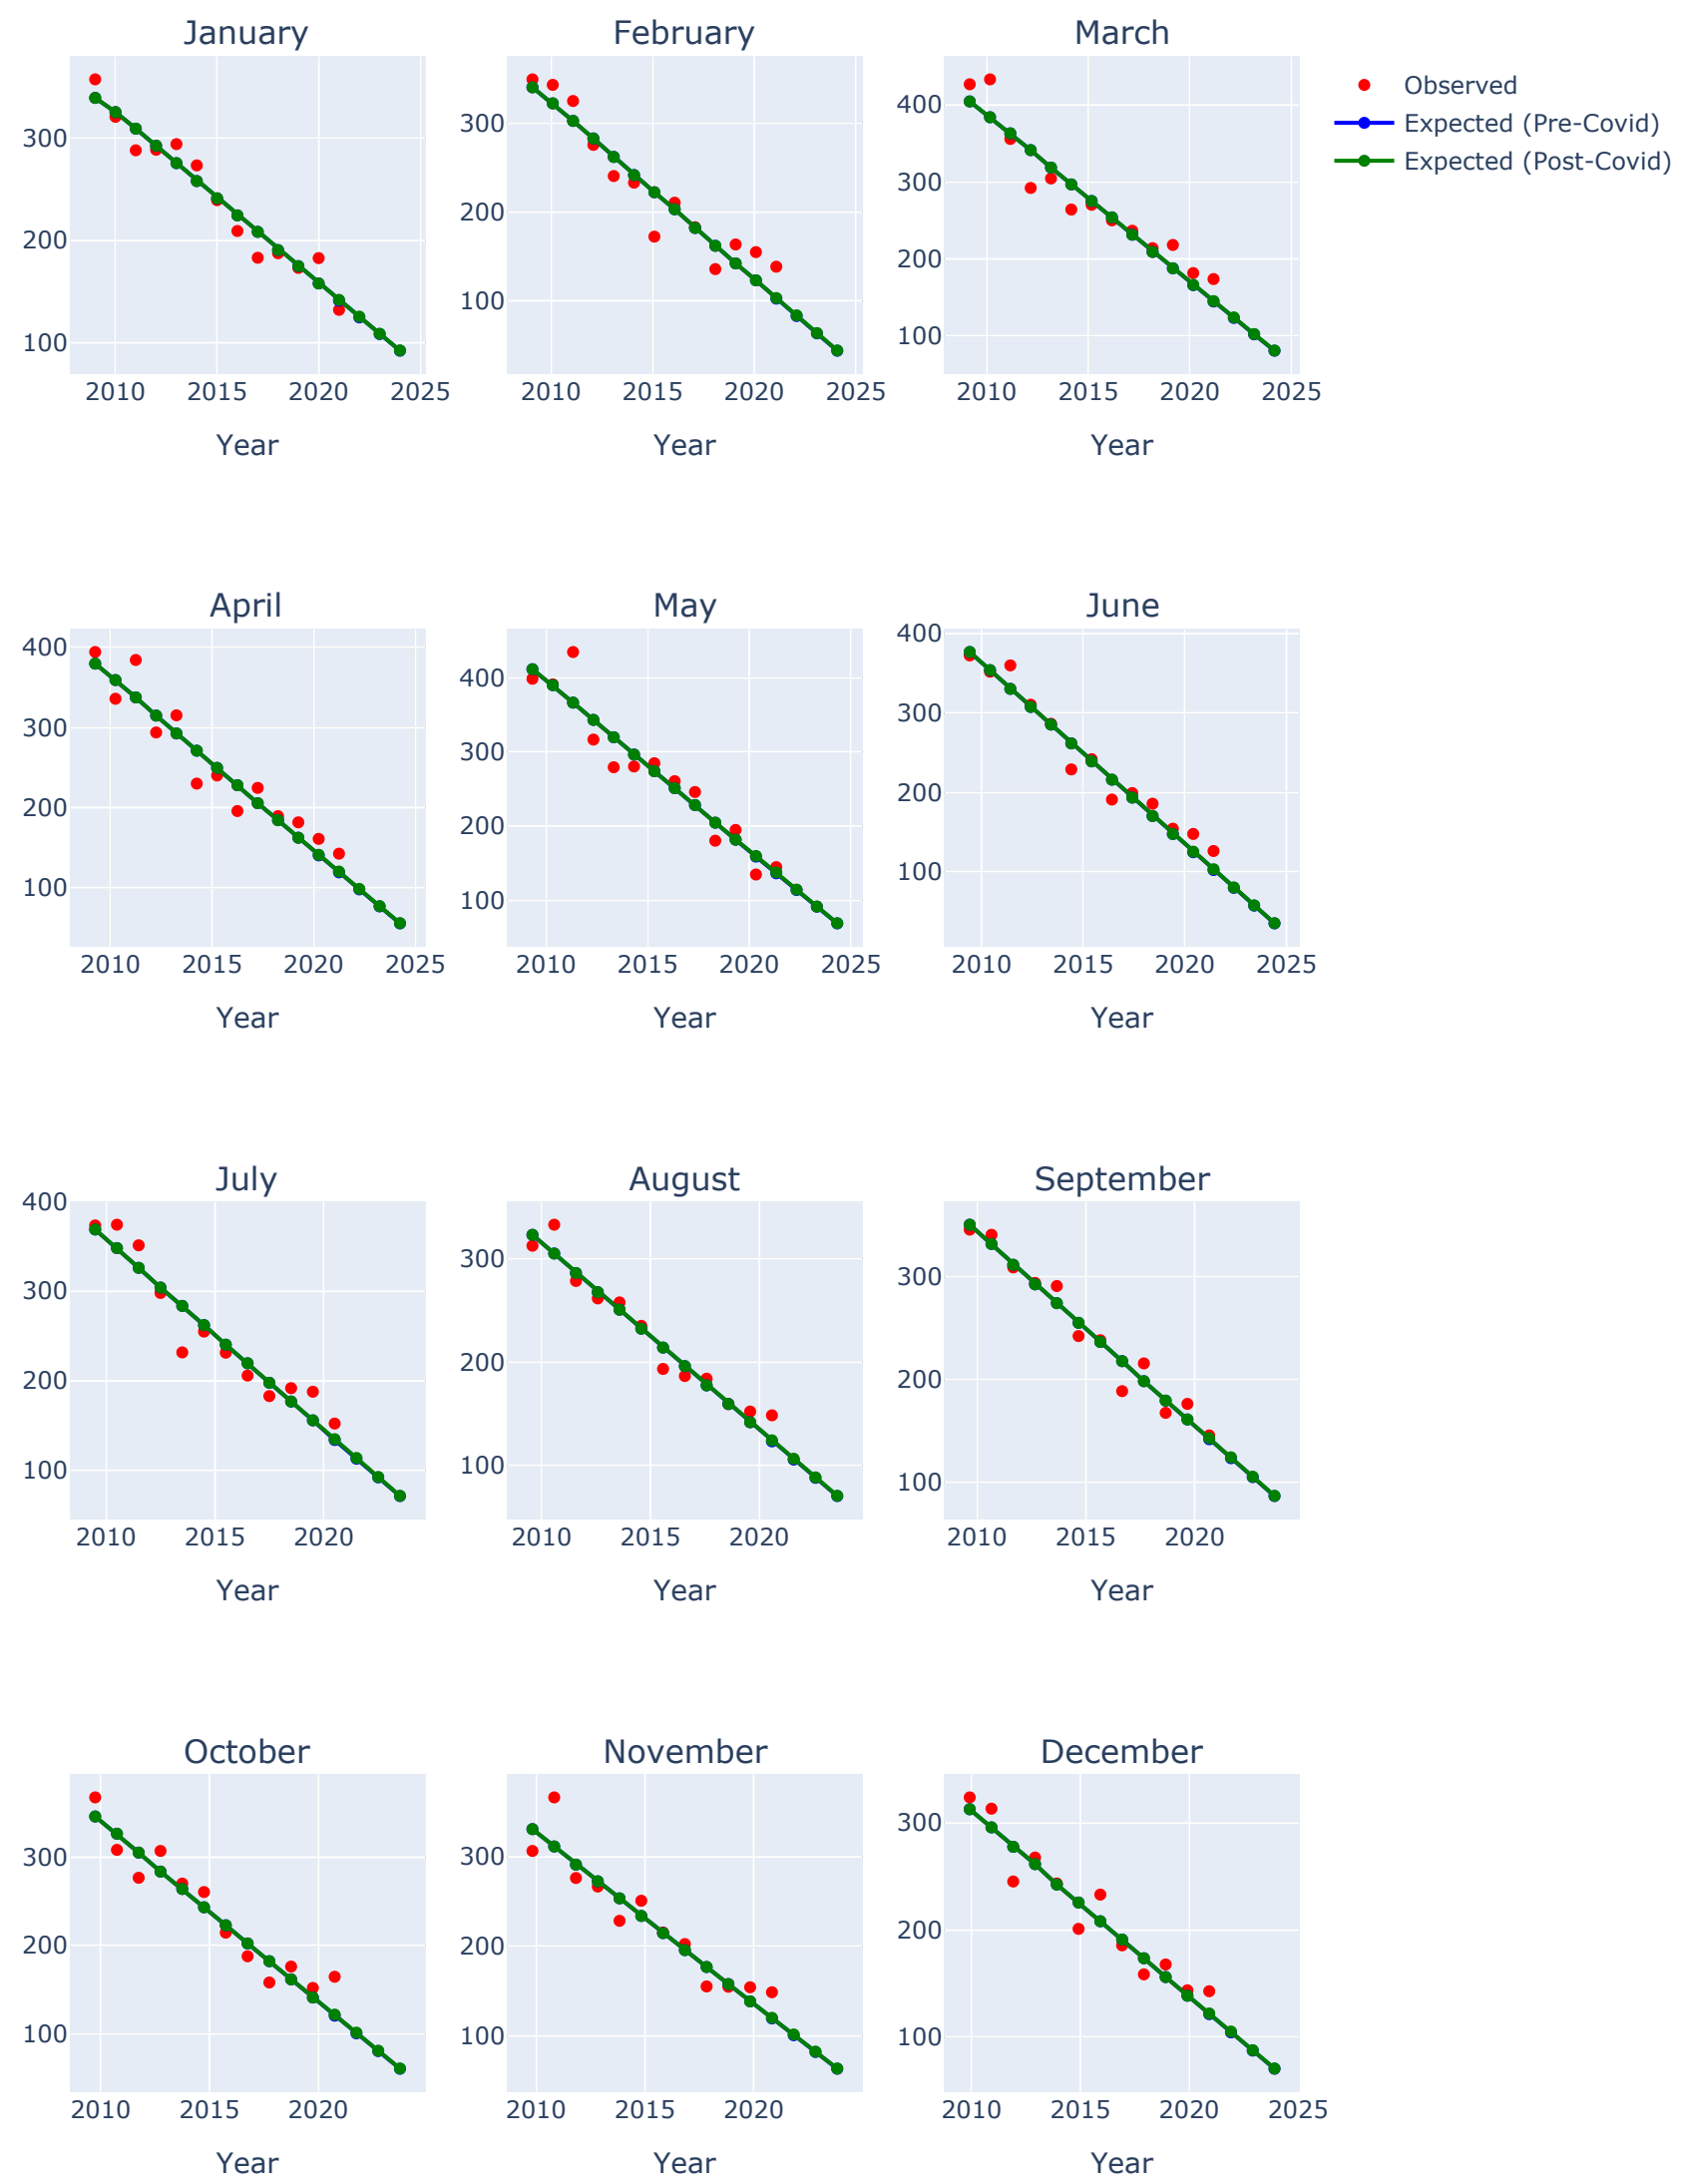 January February March
Observed
Expected (Pre-Covid)
Expected (Post-Covid)
300
200
100
300
200
100
400
300
200
100
2010 2015 2020 2025 2010 2015 2020 2025 2010 2015 2020 2025
Year Year Year
April May June
400
300
200
100
400
300
200
100
400
300
200
100
2010 2015 2020 2025 2010 2015 2020 2025 2010 2015 2020 2025
Year Year Year
July August September
400
300
200
100
300
200
100
300
200
100
2010 2015 2020 2010 2015 2020 2010 2015 2020
Year Year Year
October November December
300
200
100
300
200
100
300
200
100
2010 2015 2020 2010 2015 2020 2010 2015 2020 2025
Year Year Year